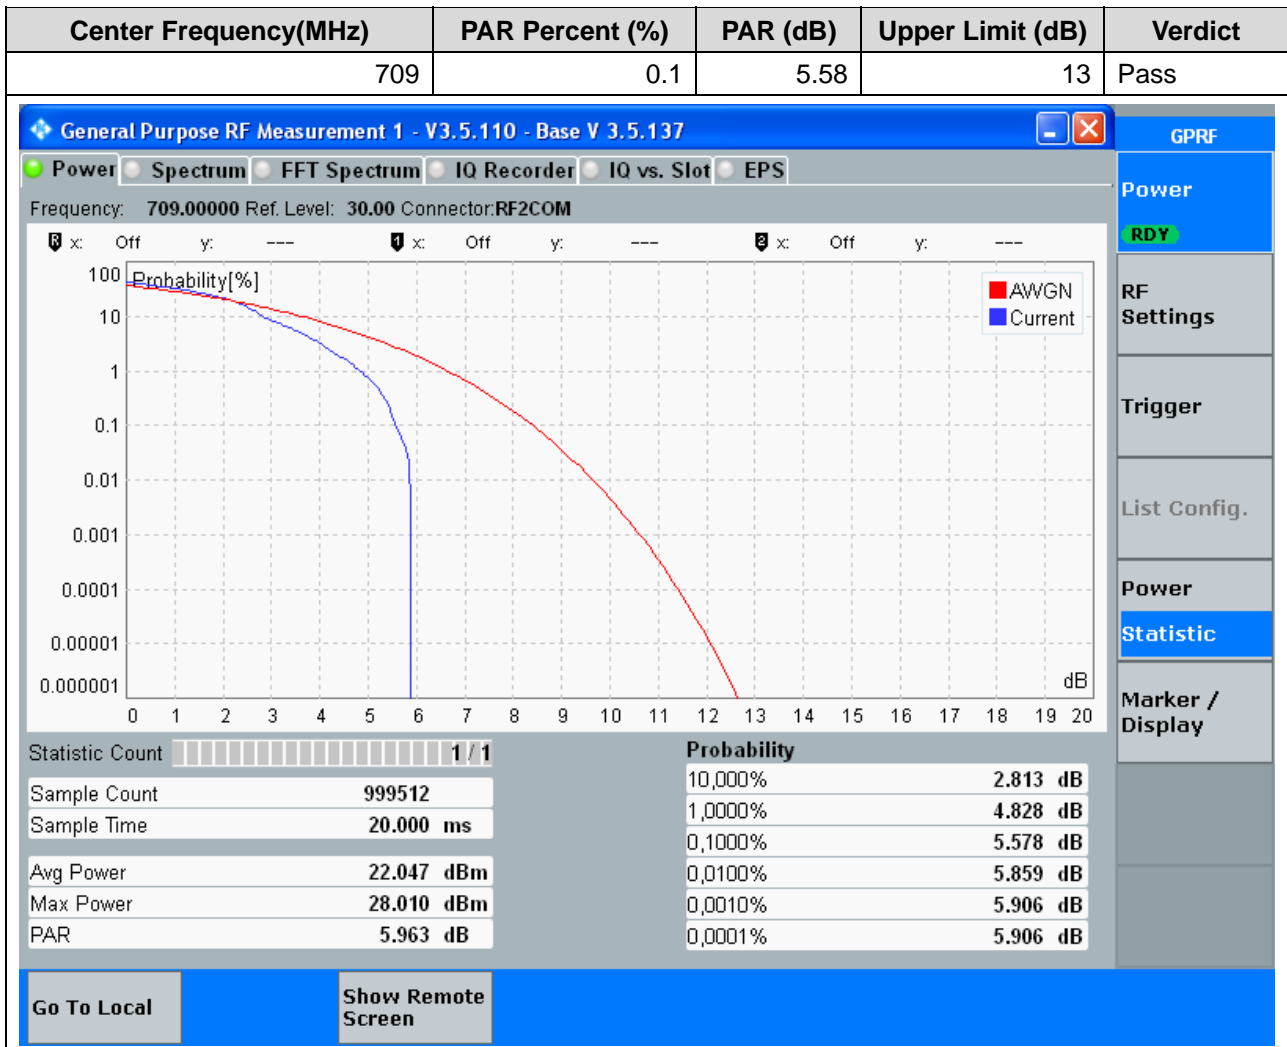 Center Frequency(MHz) PAR Percent (%) PAR (dB) Upper Limit (dB) Verdict
709 0.1 5.58 13 Pass
General Purpose RF Measurement 1 - V3.5.110 - Base V 3.5.137
GPRF
Power Spectrum FFT Spectrum IQ Recorder IQ vs. Slot EPS
Frequency: 709.00000 Ref. Level: 30.00 Connector:RF2COM
R x: Off y: --- 1 x: Off y: --- 2 x: Off y: ---
Probability[%]
AWGN
Current
100
10
1
0.1
0.01
0.001
0.0001
0.00001
0.000001
dB
0 1 2 3 4 5 6 7 8 9 10 11 12 13 14 15 16 17 18 19 20
Statistic Count 1 / 1
Sample Count 999512
Sample Time 20.000 ms
Avg Power 22.047 dBm
Max Power 28.010 dBm
PAR 5.963 dB
Probability
10,000% 2.813 dB
1,0000% 4.828 dB
0,1000% 5.578 dB
0,0100% 5.859 dB
0,0010% 5.906 dB
0,0001% 5.906 dB
Power
RDY
RF
Settings
Trigger
List Config.
Power
Statistic
Marker /
Display
Go To Local
Show Remote
Screen